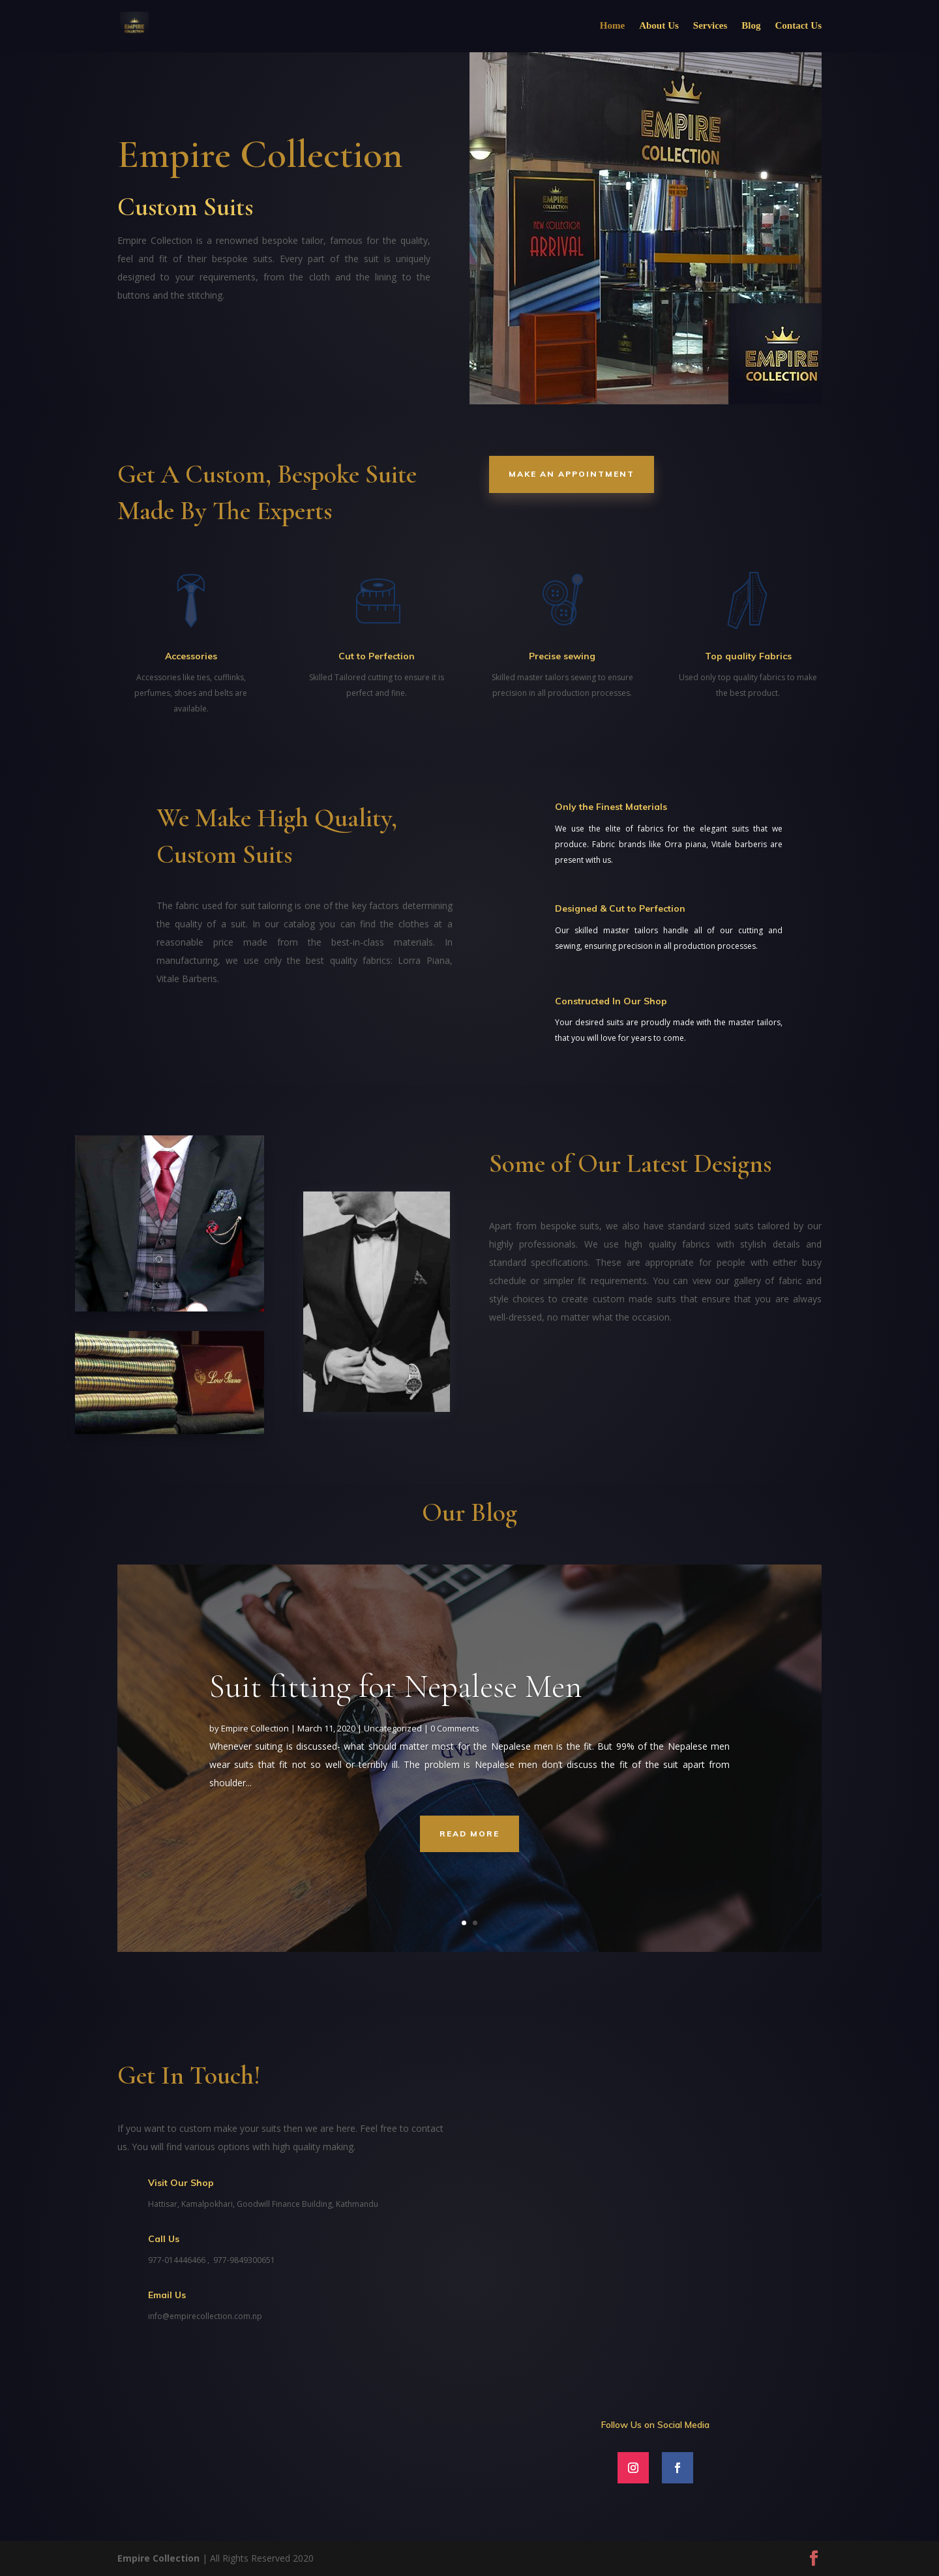 EMPIRE
COLLECTION
Home About Us Services Blog Contact Us
EMPIRE
COLLECTION
EMPIRE
COLLECTION
NEW COLLECTION
ARRIVAL
EMPIRE
COLLECTION
Empire Collection
Custom Suits
Empire Collection is a renowned bespoke tailor, famous for the quality,
feel and fit of their bespoke suits. Every part of the suit is uniquely
designed to your requirements, from the cloth and the lining to the
buttons and the stitching.
Get A Custom, Bespoke Suite
Made By The Experts
MAKE AN APPOINTMENT
Accessories
Accessories like ties, cufflinks,
perfumes, shoes and belts are
available.
Cut to Perfection
Skilled Tailored cutting to ensure it is
perfect and fine.
Precise sewing
Skilled master tailors sewing to ensure
precision in all production processes.
Top quality Fabrics
Used only top quality fabrics to make
the best product.
We Make High Quality,
Custom Suits
The fabric used for suit tailoring is one of the key factors determining
the quality of a suit. In our catalog you can find the clothes at a
reasonable price made from the best-in-class materials. In
manufacturing, we use only the best quality fabrics: Lorra Piana,
Vitale Barberis.
Only the Finest Materials
We use the elite of fabrics for the elegant suits that we
produce. Fabric brands like Orra piana, Vitale barberis are
present with us.
Designed & Cut to Perfection
Our skilled master tailors handle all of our cutting and
sewing, ensuring precision in all production processes.
Constructed In Our Shop
Your desired suits are proudly made with the master tailors,
that you will love for years to come.
Loro Piana
Some of Our Latest Designs
Apart from bespoke suits, we also have standard sized suits tailored by our
highly professionals. We use high quality fabrics with stylish details and
standard specifications. These are appropriate for people with either busy
schedule or simpler fit requirements. You can view our gallery of fabric and
style choices to create custom made suits that ensure that you are always
well-dressed, no matter what the occasion.
Our Blog
Suit fitting for Nepalese Men
by Empire Collection | March 11, 2020 | Uncategorized | 0 Comments
Whenever suiting is discussed- what should matter most for the Nepalese men is the fit. But 99% of the Nepalese men
wear suits that fit not so well or terribly ill. The problem is Nepalese men don't discuss the fit of the suit apart from
shoulder...
READ MORE
Get In Touch!
If you want to custom make your suits then we are here. Feel free to contact
us. You will find various options with high quality making.
Visit Our Shop
Hattisar, Kamalpokhari, Goodwill Finance Building, Kathmandu
Call Us
977-014446466 , 977-9849300651
Email Us
info@empirecollection.com.np
Follow Us on Social Media
Empire Collection | All Rights Reserved 2020